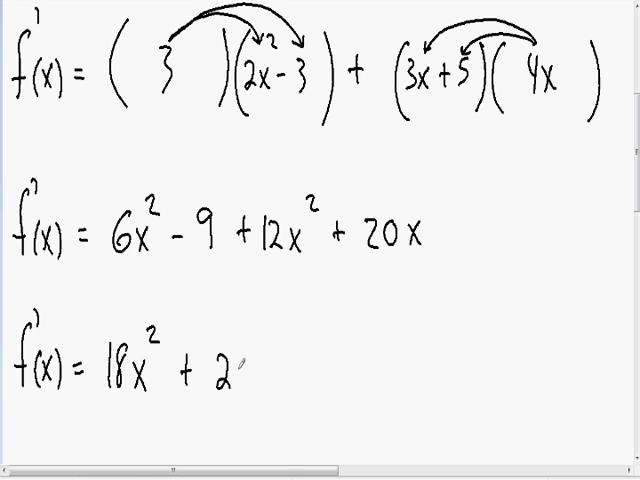 f'(x) = ( 3 )(2x² - 3) + (3x + 5)( 4x )
f'(x) = 6x² - 9 + 12x² + 20x
f'(x) = 18x² + 2